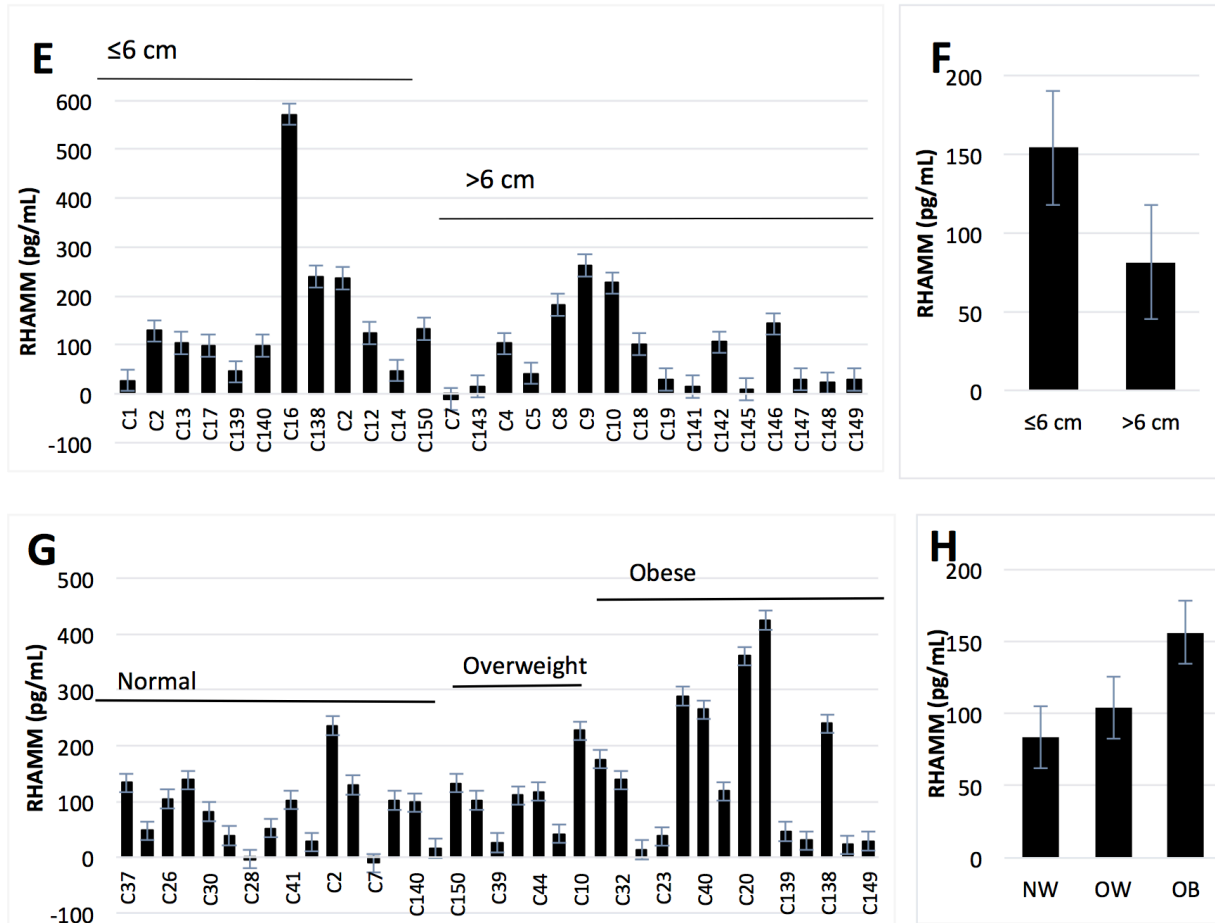 E
≤6 cm
>6 cm
RHAMM (pg/mL)
600
500
400
300
200
100
0
-100
C1 C2 C13 C17 C139 C140 C16 C138 C2 C12 C14 C150 C7 C143 C4 C5 C8 C9 C10 C18 C19 C141 C142 C145 C146 C147 C148 C149
F
RHAMM (pg/mL)
200
150
100
50
0
≤6 cm >6 cm
G
Normal
Overweight
Obese
RHAMM (pg/mL)
500
400
300
200
100
0
-100
C37 C26 C30 C28 C41 C2 C7 C140 C150 C39 C44 C10 C32 C23 C40 C20 C139 C138 C149
H
RHAMM (pg/mL)
200
150
100
50
0
NW OW OB